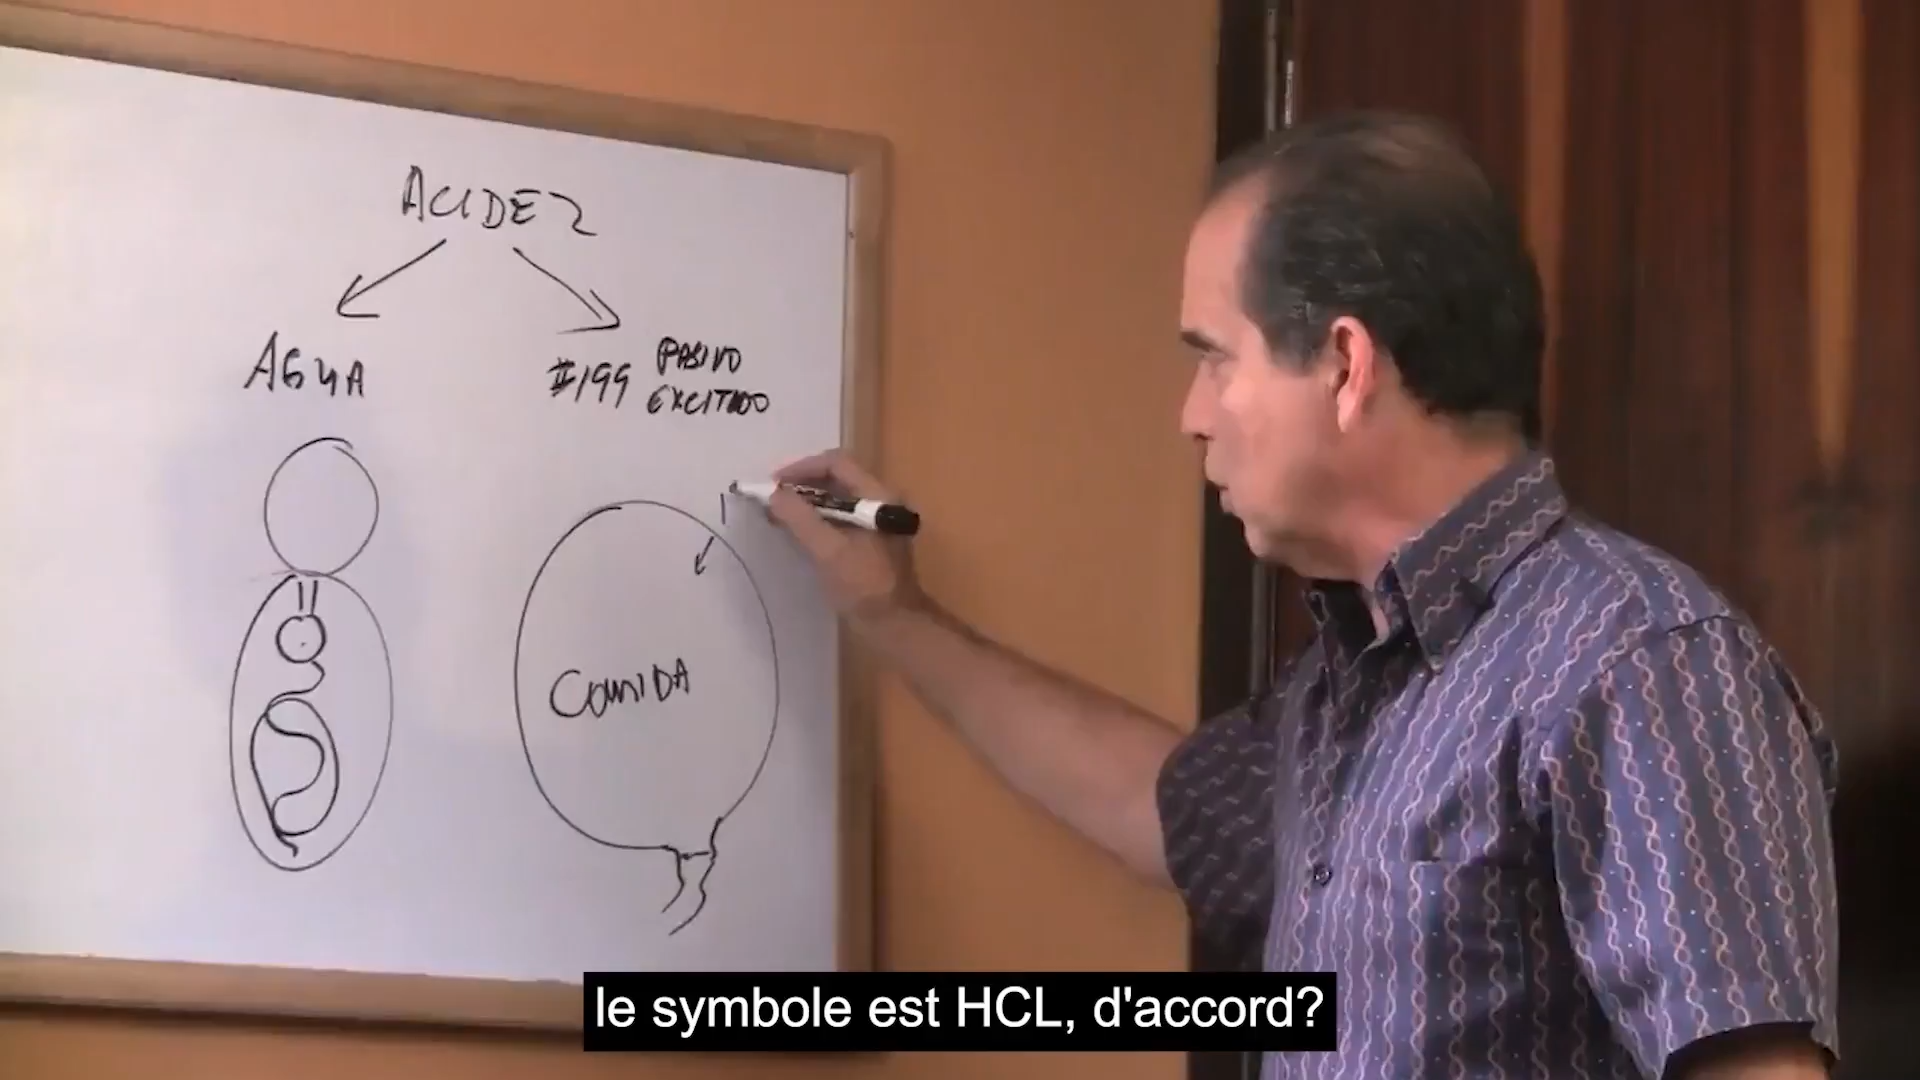 ACIDEZ
AGUA
#199 PASIVO
EXCITADO
COMIDA
le symbole est HCL, d'accord?